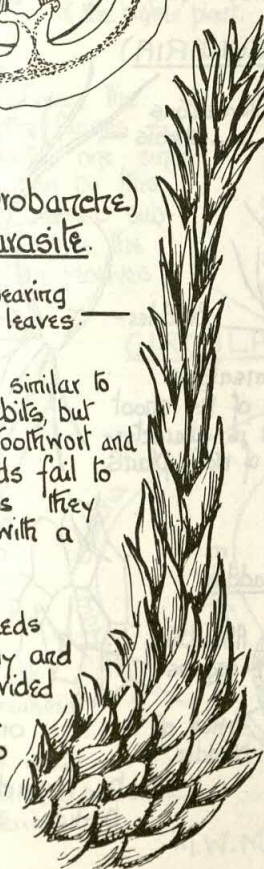 robanche)
arasite.
earing
leaves.
similar to
bits, but
oothwort and
ds fail to
s they
with a
eds
y and
vided